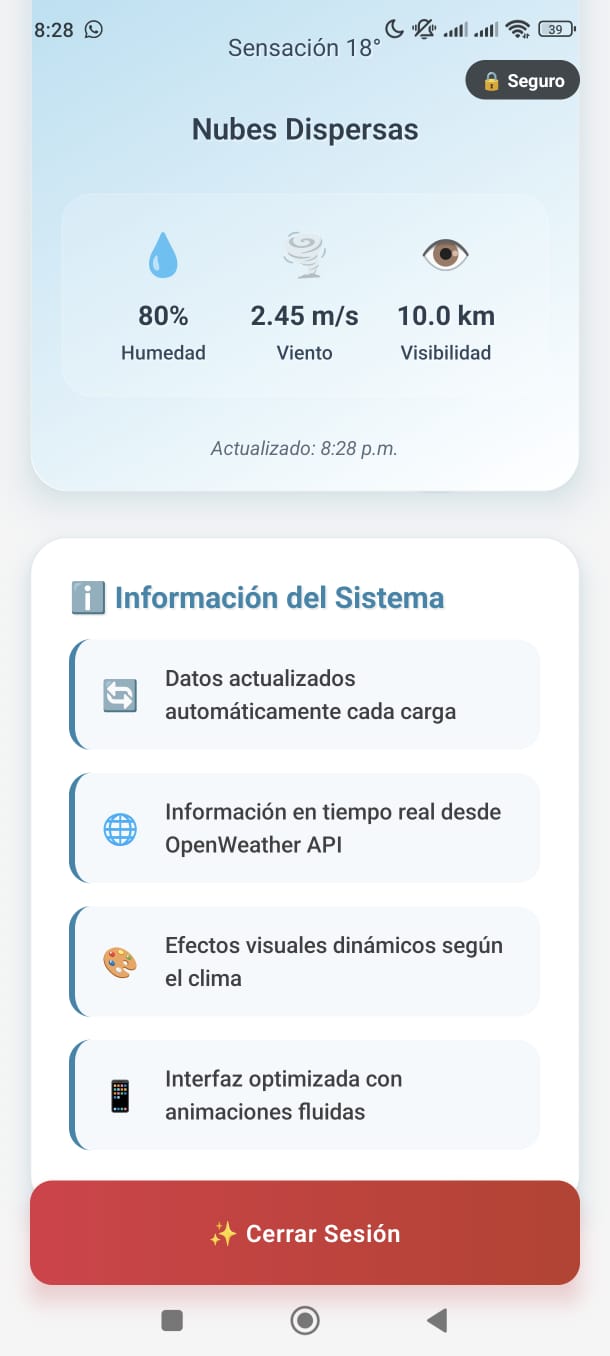 8:28
39
Sensación 18°
Seguro
Nubes Dispersas
80%
2.45 m/s
10.0 km
Humedad
Viento
Visibilidad
Actualizado: 8:28 p.m.
Información del Sistema
Datos actualizados
automáticamente cada carga
Información en tiempo real desde
OpenWeather API
Efectos visuales dinámicos según
el clima
Interfaz optimizada con
animaciones fluidas
Cerrar Sesión